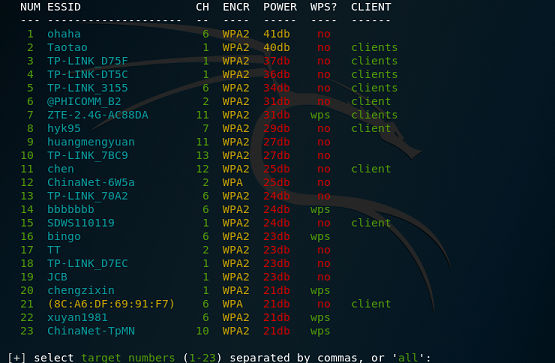 NUM ESSID CH ENCR POWER WPS? CLIENT
--- ------------------- -- ---- ----- ---- ------
1 ohaha 6 WPA2 41db no
2 Taotao 1 WPA2 40db no clients
3 TP-LINK_D75F 1 WPA2 37db no clients
4 TP-LINK-DT5C 1 WPA2 36db no clients
5 TP-LINK_3155 6 WPA2 34db no clients
6 @PHICOMM_B2 2 WPA2 31db no client
7 ZTE-2.4G-AC88DA 11 WPA2 31db wps clients
8 hyk95 7 WPA2 29db no client
9 huangmengyuan 11 WPA2 27db no
10 TP-LINK_7BC9 13 WPA2 27db no
11 chen 12 WPA2 25db no client
12 ChinaNet-6W5a 2 WPA 25db no
13 TP-LINK_70A2 6 WPA2 24db no
14 bbbbbbb 6 WPA2 24db wps
15 SDWS110119 1 WPA2 24db no client
16 bingo 6 WPA2 23db wps
17 TT 2 WPA2 23db no
18 TP-LINK_D7EC 1 WPA2 23db no
19 JCB 1 WPA2 23db no
20 chengzixin 1 WPA2 21db wps
21 (8C:A6:DF:69:91:F7) 6 WPA 21db no client
22 xuyan1981 6 WPA2 21db wps
23 ChinaNet-TpMN 10 WPA2 21db wps
[+] select target numbers (1-23) separated by commas, or 'all':